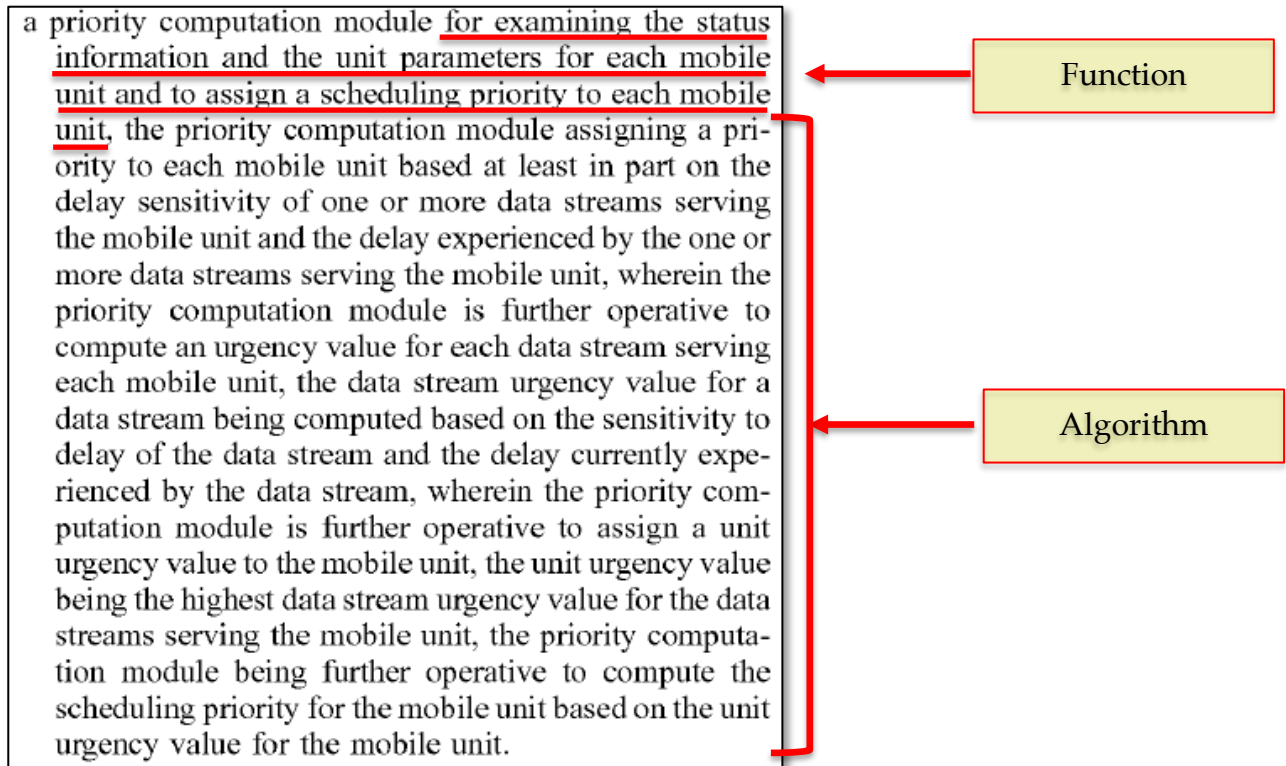 a priority computation module for examining the status
information and the unit parameters for each mobile
unit and to assign a scheduling priority to each mobile
unit, the priority computation module assigning a pri-
ority to each mobile unit based at least in part on the
delay sensitivity of one or more data streams serving
the mobile unit and the delay experienced by the one or
more data streams serving the mobile unit, wherein the
priority computation module is further operative to
compute an urgency value for each data stream serving
each mobile unit, the data stream urgency value for a
data stream being computed based on the sensitivity to
delay of the data stream and the delay currently expe-
rienced by the data stream, wherein the priority com-
putation module is further operative to assign a unit
urgency value to the mobile unit, the unit urgency value
being the highest data stream urgency value for the data
streams serving the mobile unit, the priority computa-
tion module being further operative to compute the
scheduling priority for the mobile unit based on the unit
urgency value for the mobile unit.
Function
Algorithm